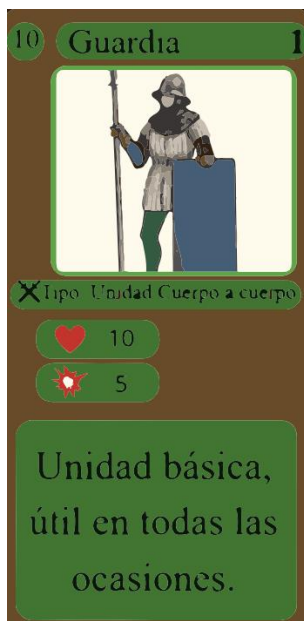 10 Guardia 1
Tipo Unidad Cuerpo a cuerpo
10
5
Unidad básica,
útil en todas las
ocasiones.